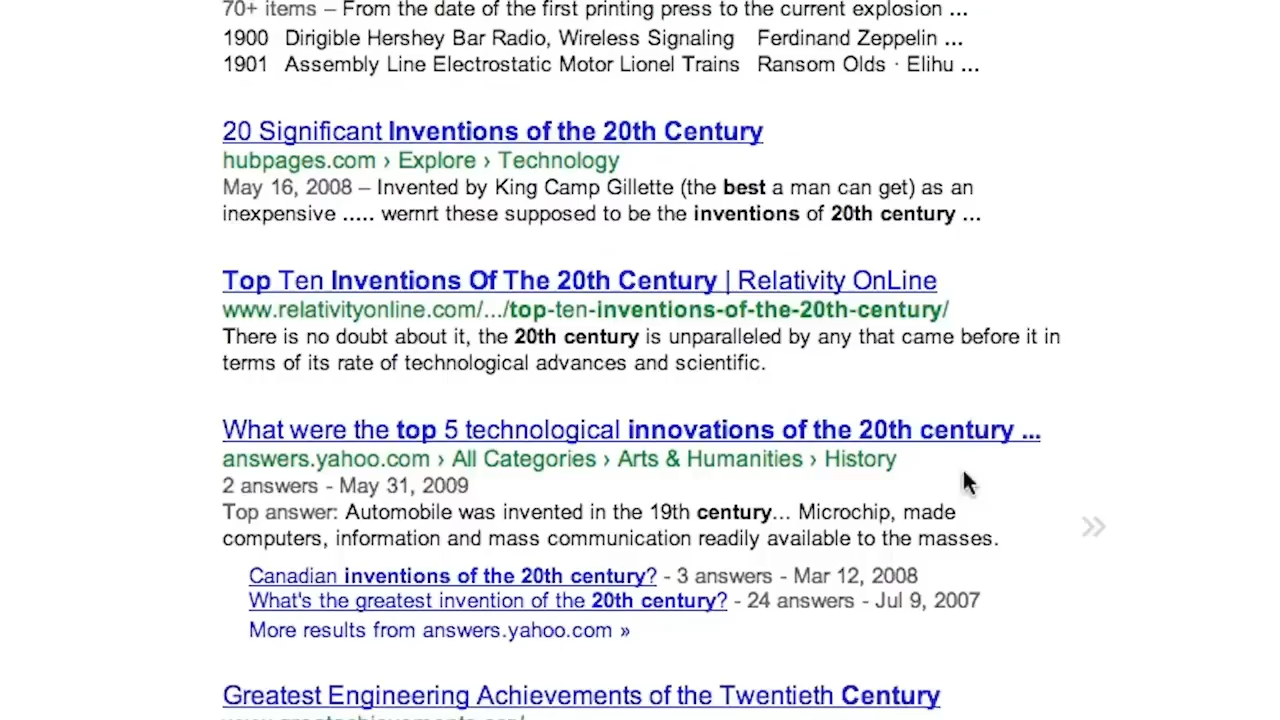 70+ items – From the date of the first printing press to the current explosion ...
1900 Dirigible Hershey Bar Radio, Wireless Signaling Ferdinand Zeppelin ...
1901 Assembly Line Electrostatic Motor Lionel Trains Ransom Olds · Elihu ...
20 Significant Inventions of the 20th Century
hubpages.com › Explore › Technology
May 16, 2008 – Invented by King Camp Gillette (the best a man can get) as an
inexpensive ..... wernrt these supposed to be the inventions of 20th century ...
Top Ten Inventions Of The 20th Century | Relativity OnLine
www.relativityonline.com/.../top-ten-inventions-of-the-20th-century/
There is no doubt about it, the 20th century is unparalleled by any that came before it in
terms of its rate of technological advances and scientific.
What were the top 5 technological innovations of the 20th century ...
answers.yahoo.com › All Categories › Arts & Humanities › History
2 answers - May 31, 2009
Top answer: Automobile was invented in the 19th century... Microchip, made
computers, information and mass communication readily available to the masses.
»
Canadian inventions of the 20th century? - 3 answers - Mar 12, 2008
What's the greatest invention of the 20th century? - 24 answers - Jul 9, 2007
More results from answers.yahoo.com »
Greatest Engineering Achievements of the Twentieth Century